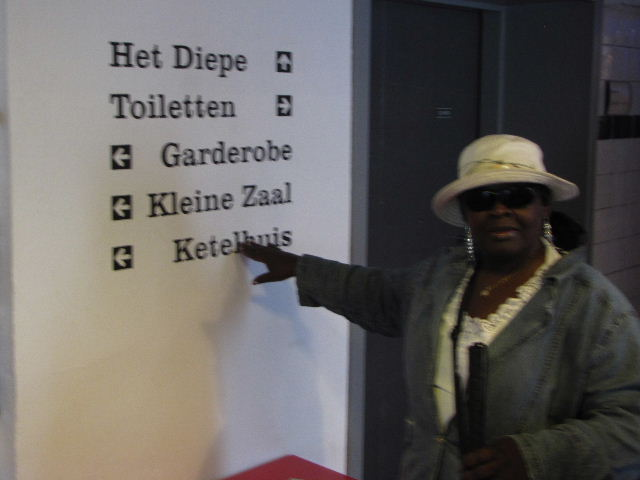 Het Diepe
Toiletten
Garderobe
Kleine Zaal
Ketelhuis